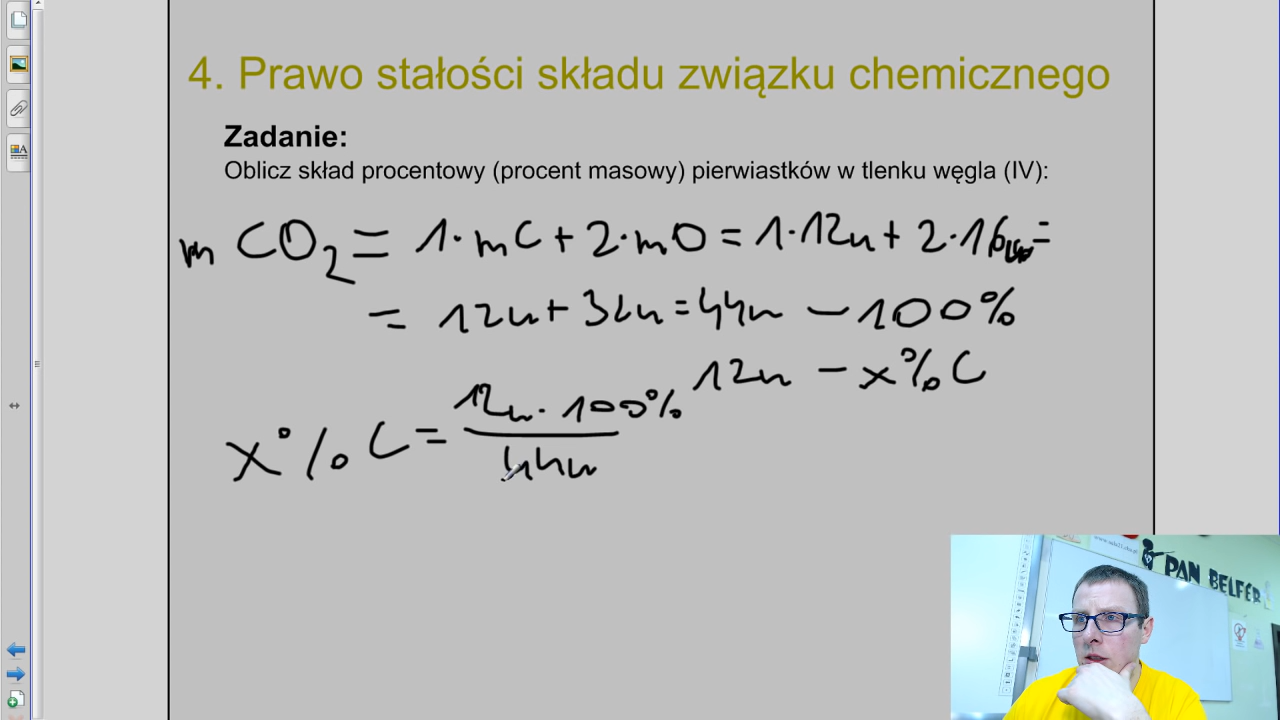 4. Prawo stałości składu związku chemicznego
Zadanie:
Oblicz skład procentowy (procent masowy) pierwiastków w tlenku węgla (IV):
m CO2 = 1·mC + 2·mO = 1·12u + 2·16u =
= 12u + 32u = 44u – 100%
12u – x% C
x% C = 12u · 100% / 44u
PAN BELFER